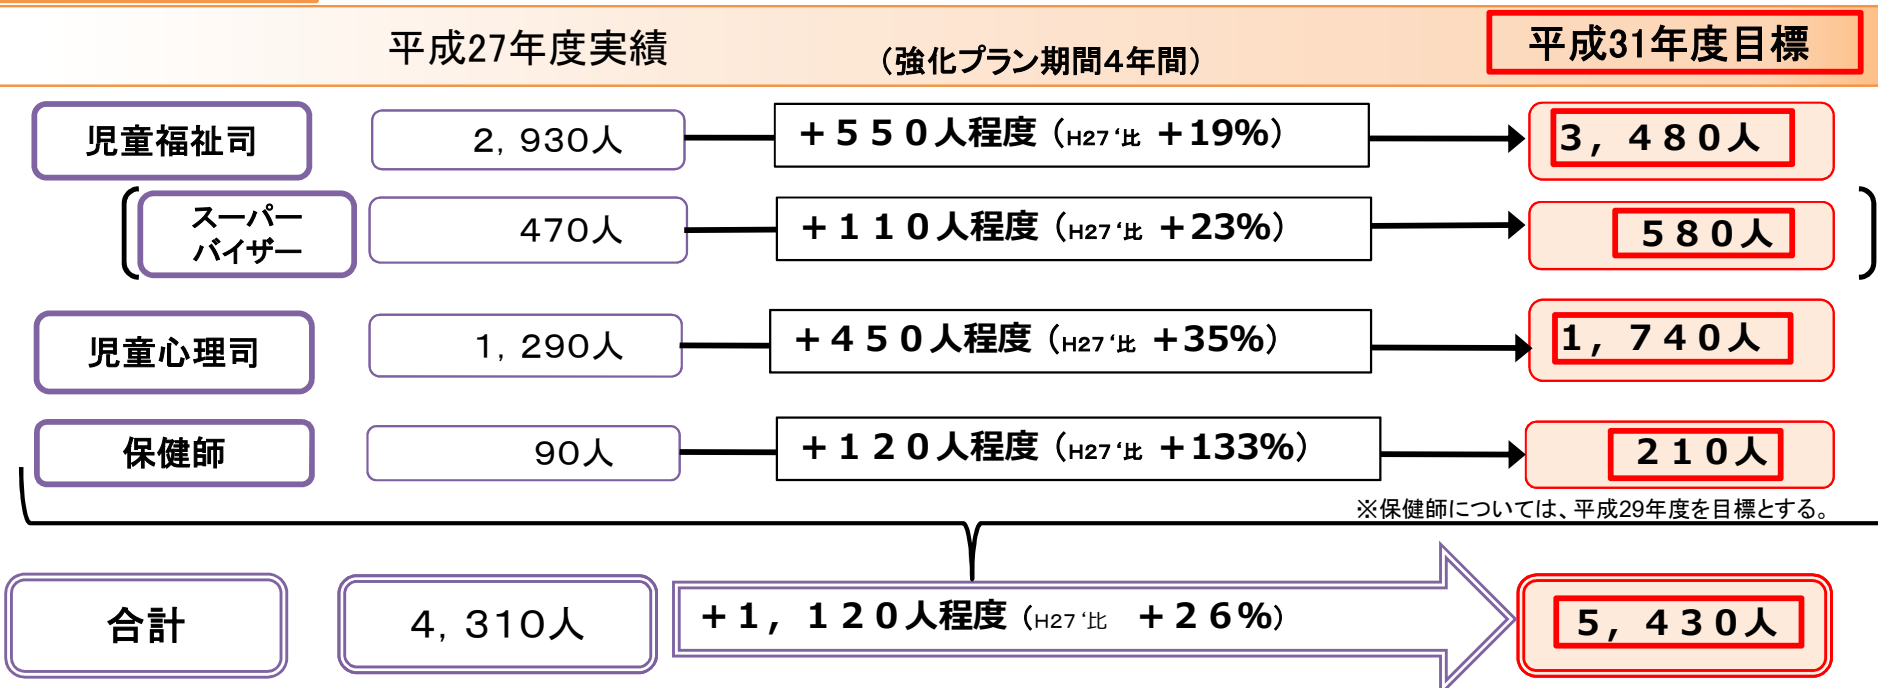 平成27年度実績 （強化プラン期間4年間） 平成31年度目標
児童福祉司 2，930人 ＋５５０人程度（H27‘比 ＋19%） 3，４８０人
スーパー
バイザー 470人 ＋１１０人程度（H27‘比 ＋23%） ５８０人
児童心理司 1，290人 ＋４５０人程度（H27‘比 ＋35%） 1，７４０人
保健師 90人 ＋１２０人程度（H27‘比 ＋133%） ２１０人
※保健師については、平成29年度を目標とする。
合計 4，310人 ＋１，１２０人程度（H27‘比 ＋２６%） ５，４３０人